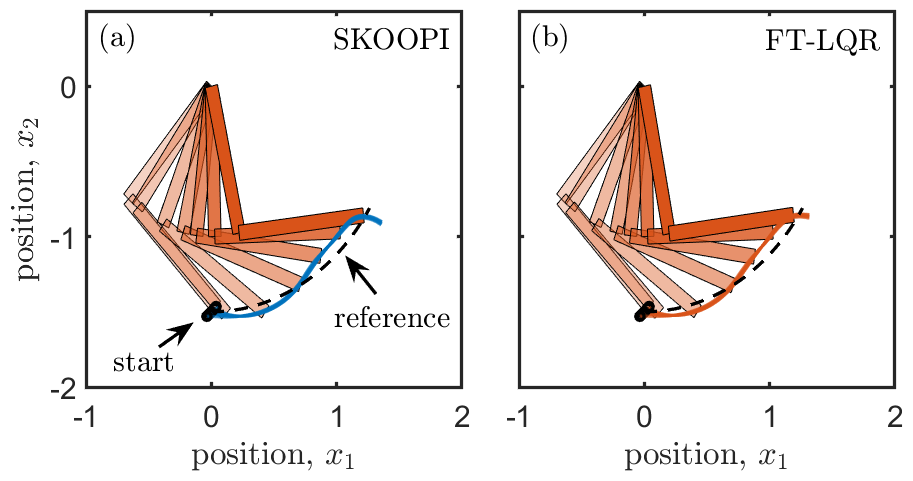 (a) SKOOPI
0
-1
-2
position, x₂
reference
start
-1 0 1 2
position, x₁
(b) FT-LQR
-1 0 1 2
position, x₁